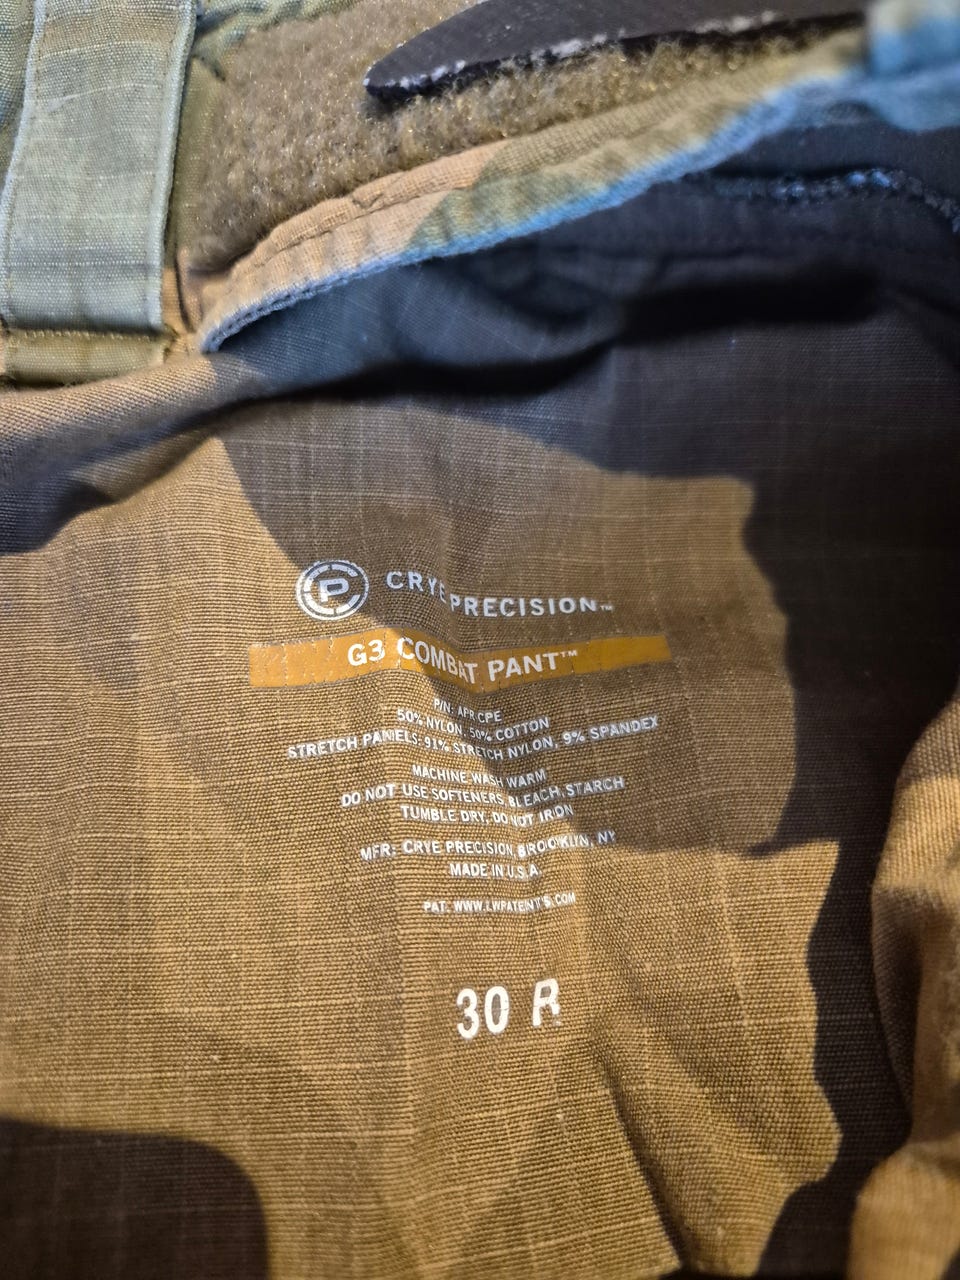 P CRYE PRECISION™
G3 COMBAT PANT™
P/N: APR CPE
50% NYLON, 50% COTTON
STRETCH PANELS: 91% STRETCH NYLON, 9% SPANDEX
MACHINE WASH WARM
DO NOT USE SOFTENERS, BLEACH, STARCH
TUMBLE DRY, DO NOT IRON
MFR: CRYE PRECISION, BROOKLYN, NY
MADE IN U.S.A.
PAT. WWW.LWPATENTS.COM
30 R